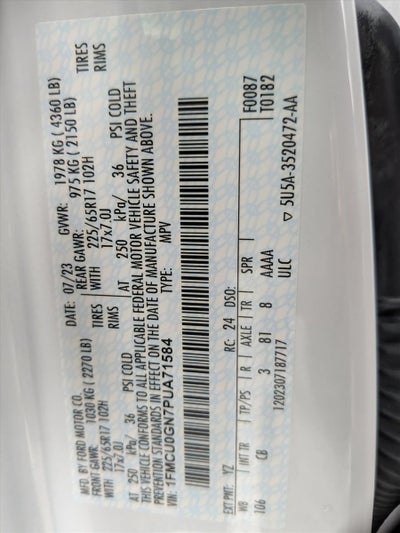 MFD. BY FORD MOTOR CO.
DATE: 07/23 GVWR: 1978 KG ( 4360 LB)
FRONT GAWR: 1030 KG ( 2270 LB) REAR GAWR: 975 KG ( 2150 LB)
WITH 225/65R17 102H TIRES WITH 225/65R17 102H TIRES
17x7.0J RIMS 17x7.0J RIMS
AT 250 kPa/ 36 PSI COLD AT 250 kPa/ 36 PSI COLD
THIS VEHICLE CONFORMS TO ALL APPLICABLE FEDERAL MOTOR VEHICLE SAFETY AND THEFT
PREVENTION STANDARDS IN EFFECT ON THE DATE OF MANUFACTURE SHOWN ABOVE.
VIN: 1FMCU0GN7PUA71584 TYPE: MPV
F0087
T0182
EXT PNT: YZ RC: 24 DSO:
WB INT TR TP/PS R AXLE TR SPR
106 CB 3 81 8 AAAA
ULC
1202307187717 ▽ 5U5A-3520472-AA